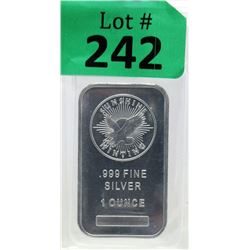 Lot #
242
SUNSHINE
MINTING
.999 FINE
SILVER
1 OUNCE